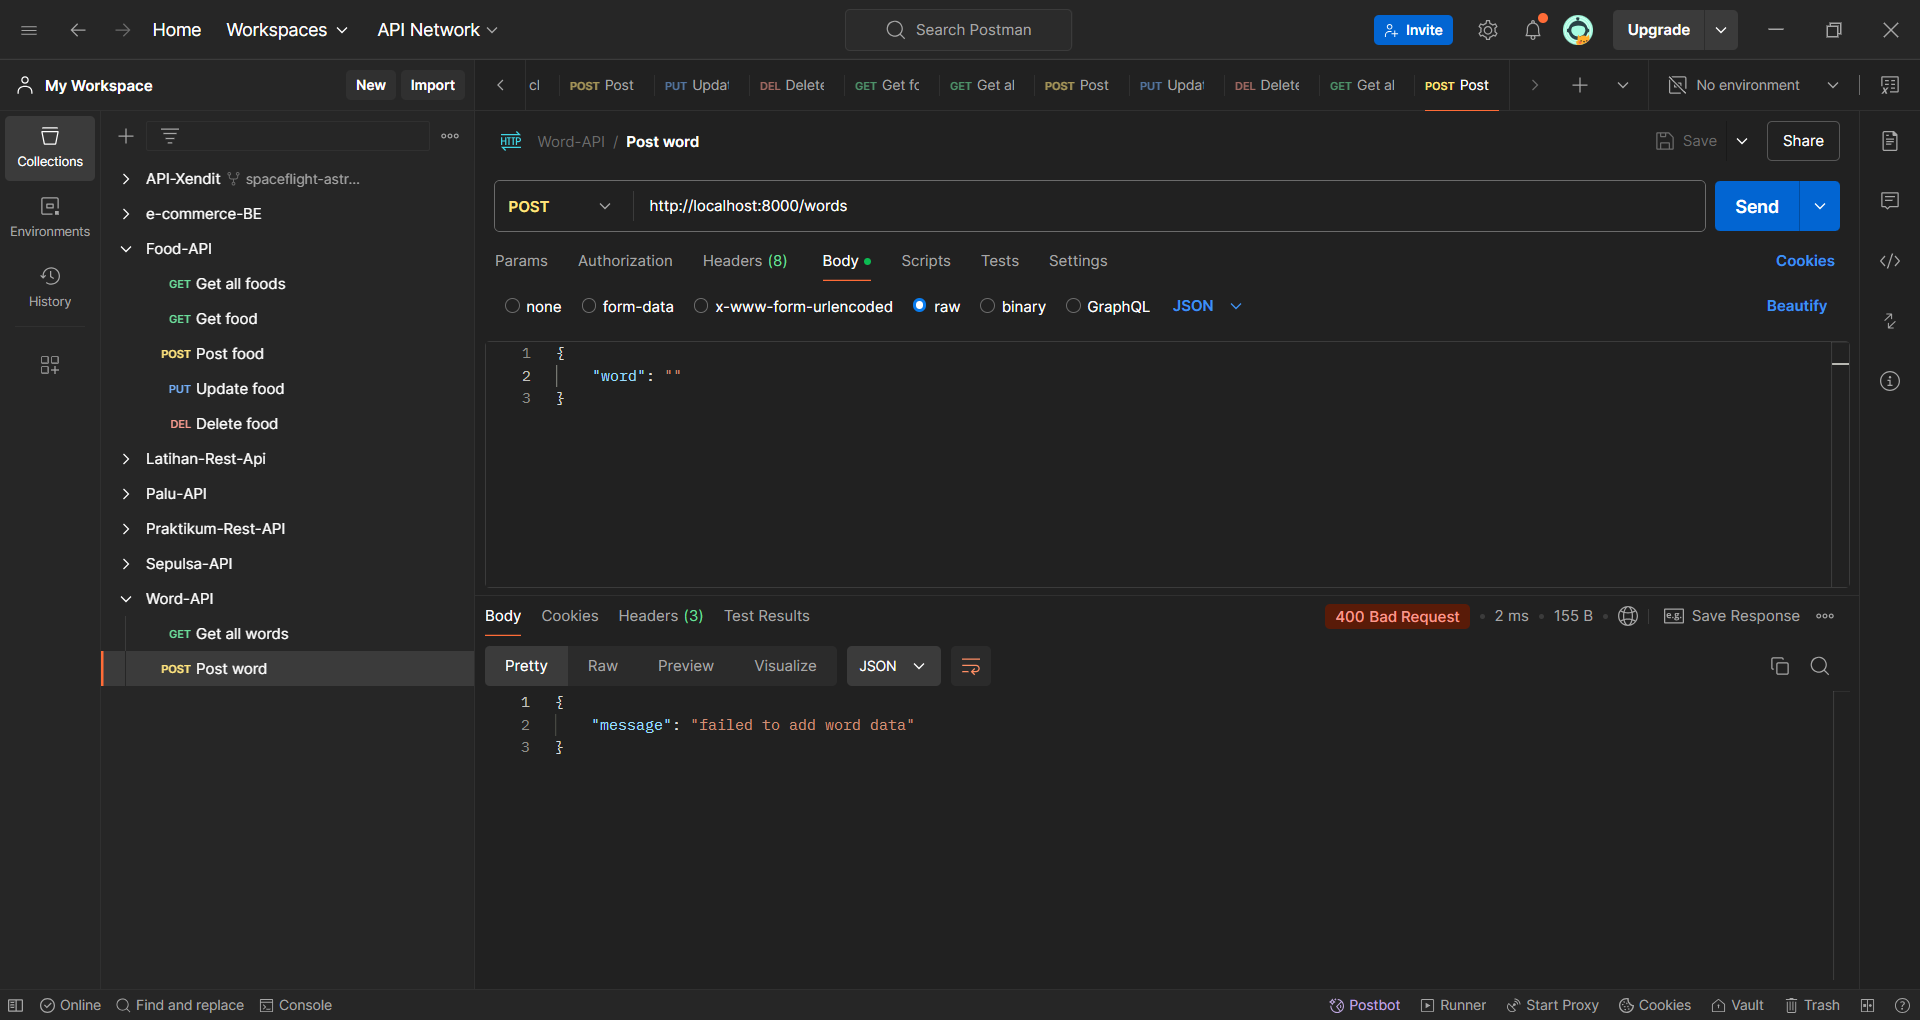 Home Workspaces API Network Search Postman Invite Upgrade
My Workspace New Import
cl POST Post PUT Updat DEL Delete GET Get fo GET Get al POST Post PUT Updat DEL Delete GET Get al POST Post No environment
Collections
Environments
History
API-Xendit spaceflight-astr...
e-commerce-BE
Food-API
GET Get all foods
GET Get food
POST Post food
PUT Update food
DEL Delete food
Latihan-Rest-Api
Palu-API
Praktikum-Rest-API
Sepulsa-API
Word-API
GET Get all words
POST Post word
HTTP Word-API / Post word Save Share
POST http://localhost:8000/words Send
Params Authorization Headers (8) Body Scripts Tests Settings Cookies
none form-data x-www-form-urlencoded raw binary GraphQL JSON Beautify
1 {
2 "word": ""
3 }
Body Cookies Headers (3) Test Results 400 Bad Request 2 ms 155 B e.g. Save Response
Pretty Raw Preview Visualize JSON
1 {
2 "message": "failed to add word data"
3 }
Online Find and replace Console Postbot Runner Start Proxy Cookies Vault Trash